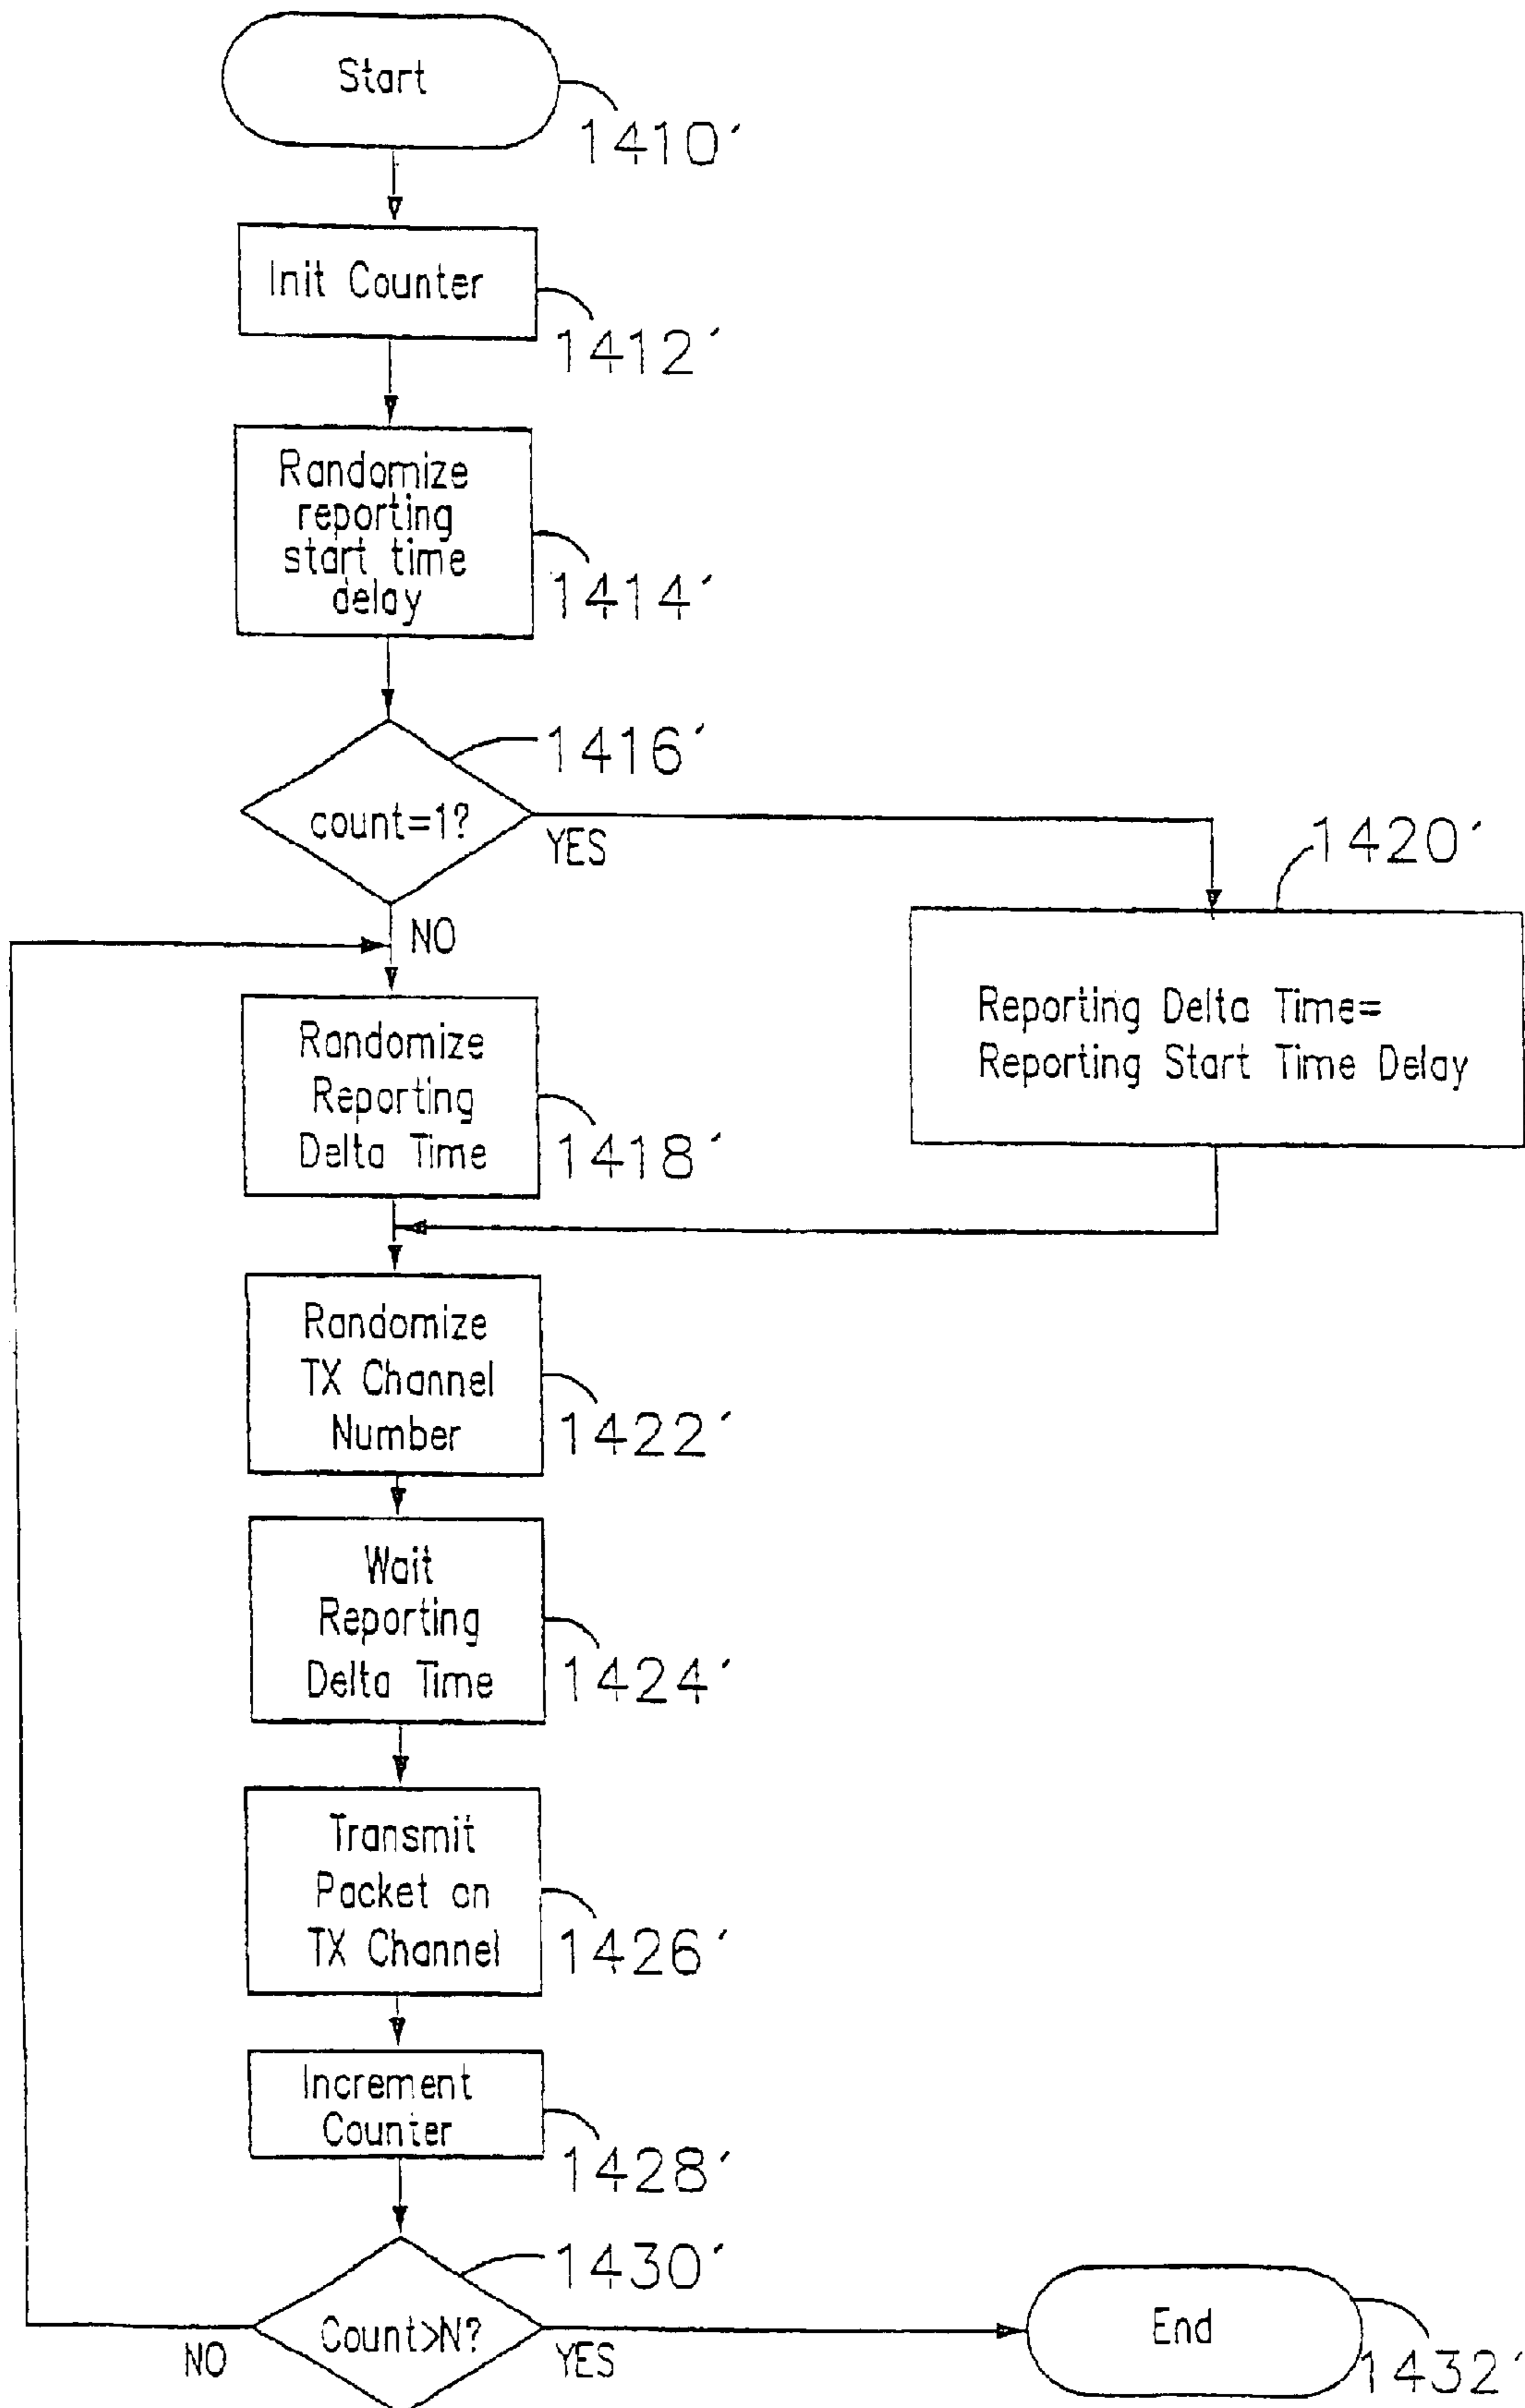 Start
1410´
Init Counter
1412´
Randomize
reporting
start time
delay
1414´
1416´
count=1?
YES
NO
1420´
Reporting Delta Time=
Reporting Start Time Delay
Randomize
Reporting
Delta Time
1418´
Randomize
TX Channel
Number
1422´
Wait
Reporting
Delta Time
1424´
Transmit
Packet on
TX Channel
1426´
Increment
Counter
1428´
1430´
Count>N?
NO
YES
End
1432´